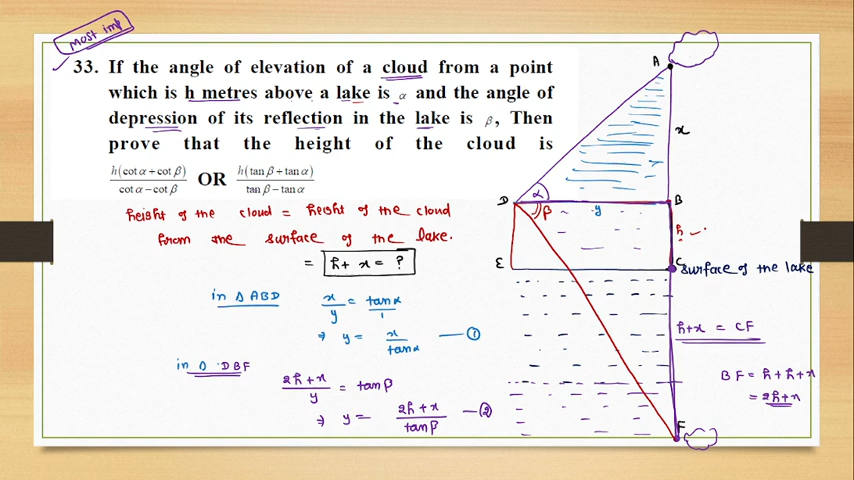 most imp
33. If the angle of elevation of a cloud from a point
which is h metres above a lake is α and the angle of
depression of its reflection in the lake is β, Then
prove that the height of the cloud is
h(cot α + cot β)/cot α − cot β OR h(tan β + tan α)/tan β − tan α
height of the cloud = height of the cloud
from the surface of the lake.
= h + x = ?
in Δ ABD x/y = tanα/1
⇒ y = x/tanα —①
in Δ DBF
2h+x/y = tanβ
⇒ y = 2h+x/tanβ —②
A
x
D α B
β y
h
E C surface of the lake
h+x = CF
BF = h + h + x
= 2h+x
F